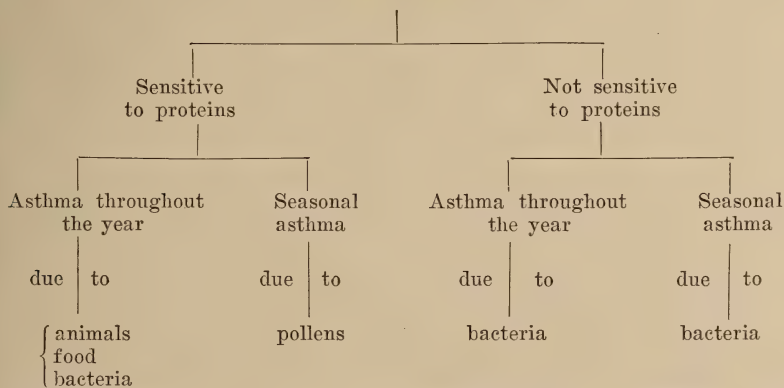 Sensitive
to proteins
Not sensitive
to proteins
Asthma throughout
the year
Seasonal
asthma
Asthma throughout
the year
Seasonal
asthma
due to
due to
due to
due to
animals
food
bacteria
pollens
bacteria
bacteria